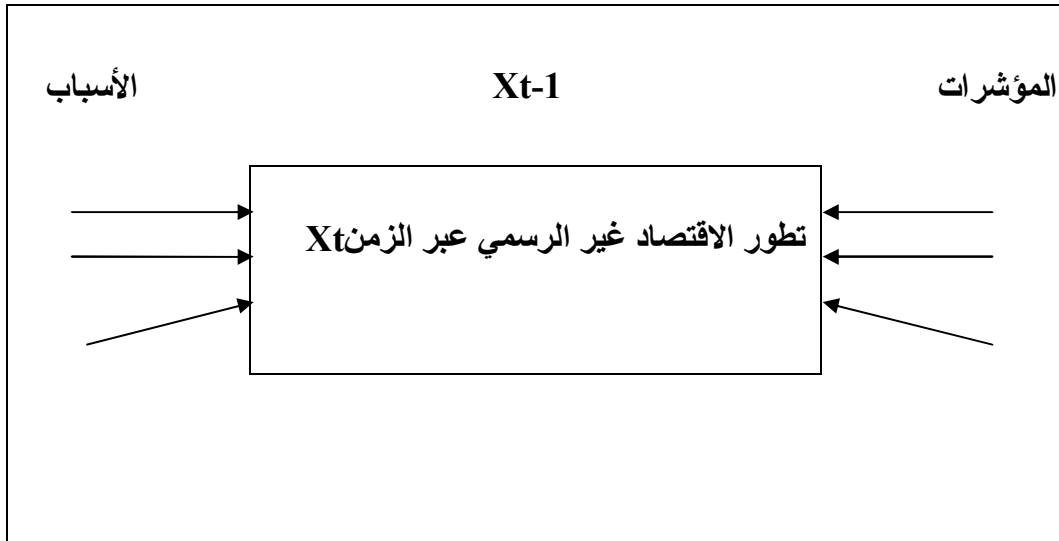 المؤشرات Xt-1 الأسباب
تطور الاقتصاد غير الرسمي عبر الزمنXt